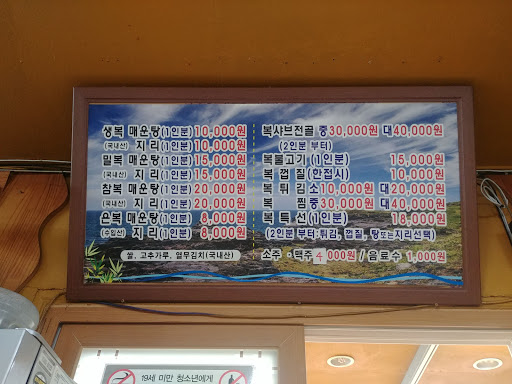 생복 매운탕(1인분)10,000원
(국내산) 지리(1인분)10,000원
밀복 매운탕(1인분)15,000원
(국내산) 지리(1인분)15,000원
참복 매운탕(1인분)20,000원
(국내산) 지리(1인분)20,000원
은복 매운탕(1인분) 8,000원
(수입산) 지리(1인분) 8,000원
쌀, 고추가루, 열무김치(국내산)
복샤브전골 중30,000원 대40,000원
(2인분 부터)
복불고기 (1인분) 15,000원
복껍질(한접시) 10,000원
복튀김 소10,000원 대20,000원
복 찜 중30,000원 대40,000원
복특선(1인분) 18,000원
(2인분 부터:튀김, 껍질, 탕또는지리선택)
소주·맥주 4,000원 / 음료수 1,000원
19세 미만 청소년에게